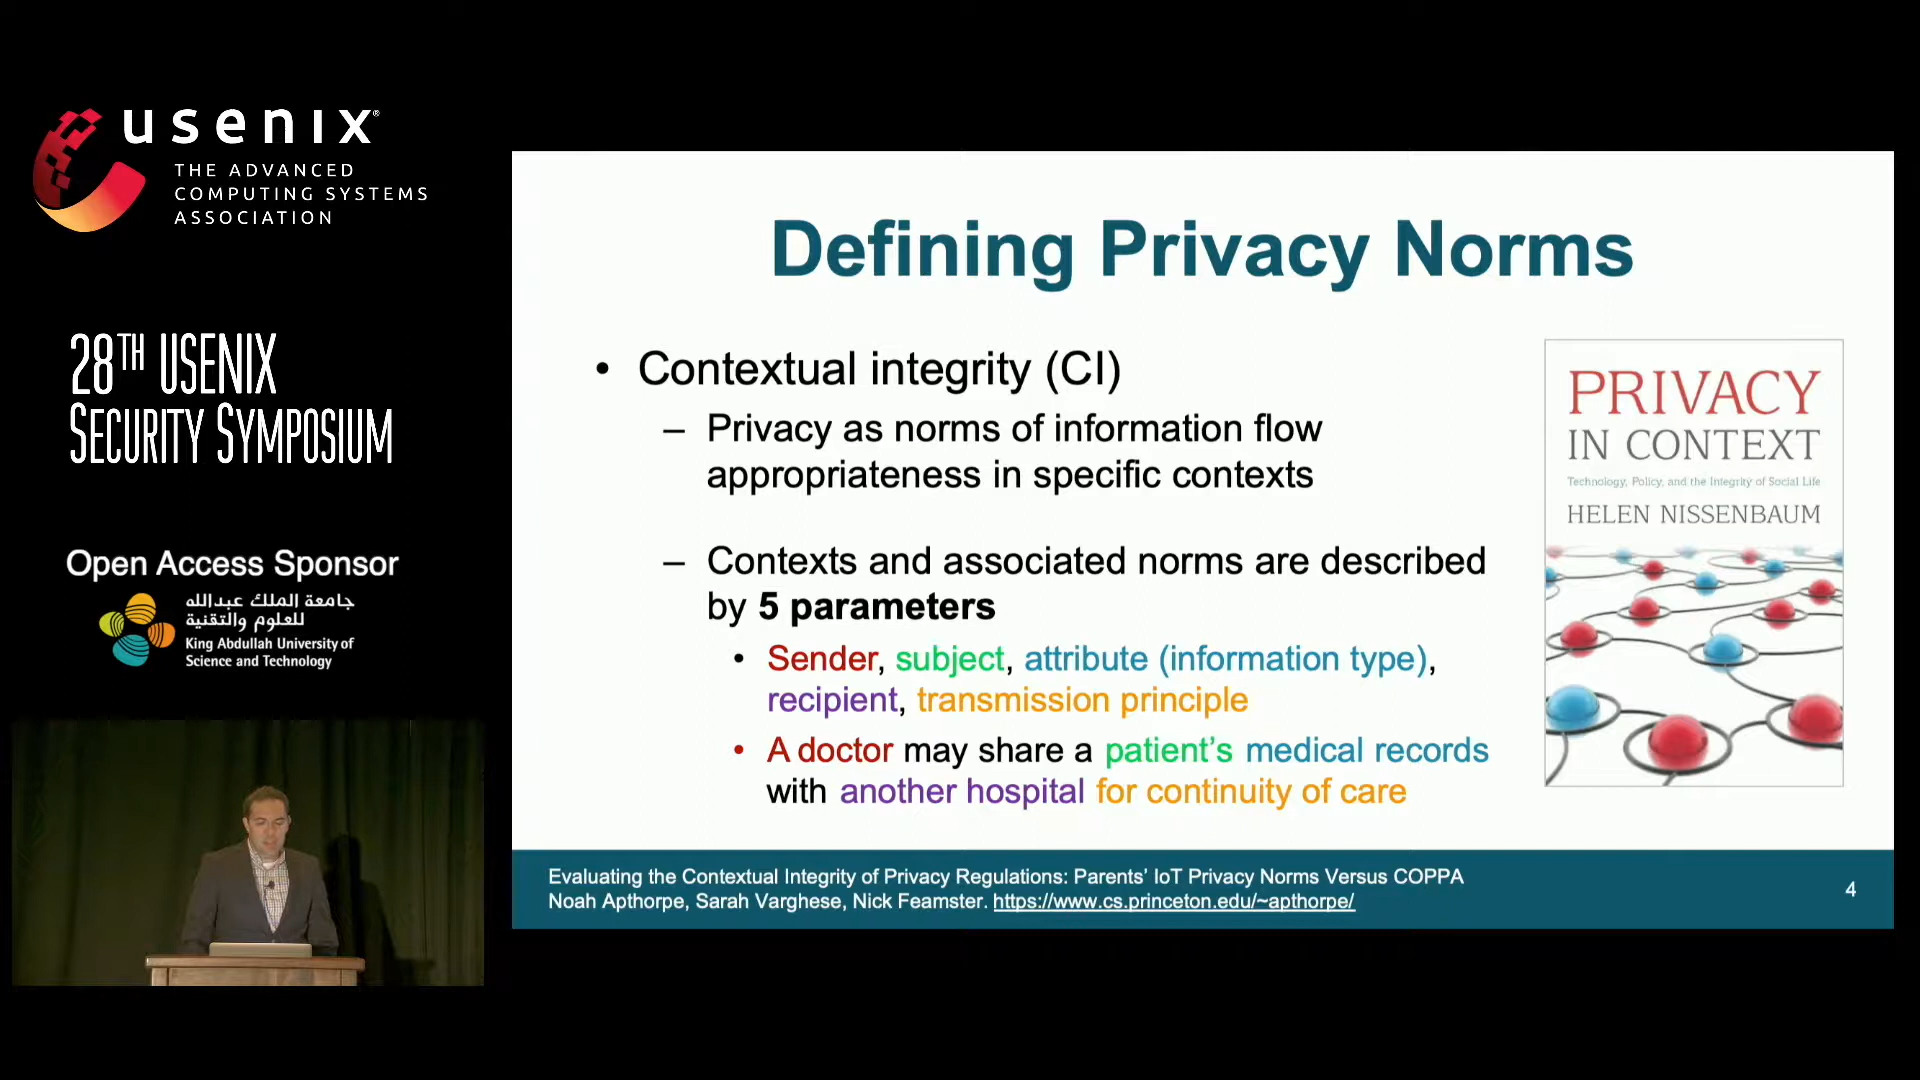 usenix®
THE ADVANCED
COMPUTING SYSTEMS
ASSOCIATION
28TH USENIX
SECURITY SYMPOSIUM
Open Access Sponsor
جامعة الملك عبدالله
للعلوم والتقنية
King Abdullah University of
Science and Technology
Defining Privacy Norms
• Contextual integrity (CI)
– Privacy as norms of information flow
appropriateness in specific contexts
– Contexts and associated norms are described
by 5 parameters
• Sender, subject, attribute (information type),
recipient, transmission principle
• A doctor may share a patient's medical records
with another hospital for continuity of care
PRIVACY
IN CONTEXT
Technology, Policy, and the Integrity of Social Life
HELEN NISSENBAUM
Evaluating the Contextual Integrity of Privacy Regulations: Parents' IoT Privacy Norms Versus COPPA
Noah Apthorpe, Sarah Varghese, Nick Feamster. https://www.cs.princeton.edu/~apthorpe/
4